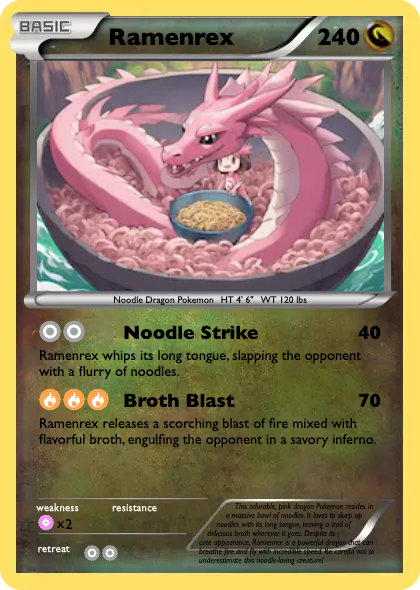 BASIC
Ramenrex 240
Noodle Dragon Pokemon HT 4' 6" WT 120 lbs
Noodle Strike 40
Ramenrex whips its long tongue, slapping the opponent
with a flurry of noodles.
Broth Blast 70
Ramenrex releases a scorching blast of fire mixed with
flavorful broth, engulfing the opponent in a savory inferno.
weakness resistance
x2
retreat
This adorable, pink dragon Pokemon resides in
a massive bowl of noodles. It loves to slurp up
noodles with its long tongue, leaving a trail of
delicious broth wherever it goes. Despite its
cute appearance, Ramenrex is a powerful dragon that can
breathe fire and fly with incredible speed. Be careful not to
underestimate this noodle-loving creature!